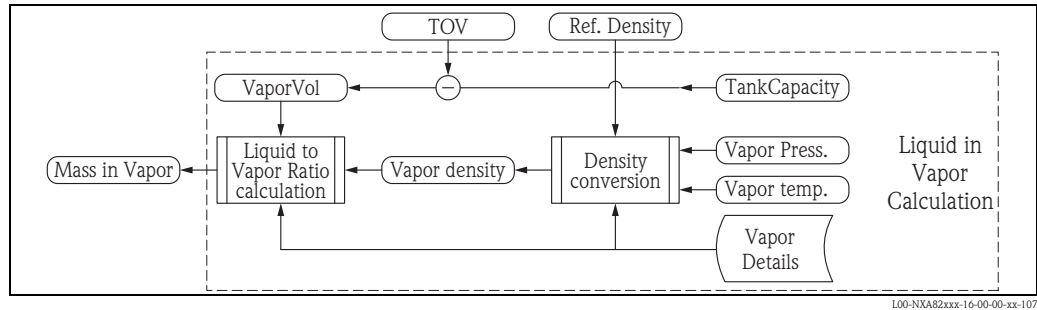 TOV
Ref. Density
VaporVol
−
TankCapacity
Mass in Vapor
Liquid to
Vapor Ratio
calculation
Vapor density
Density
conversion
Vapor Press.
Vapor temp.
Vapor
Details
Liquid in
Vapor
Calculation
L00-NXA82xxx-16-00-00-xx-107